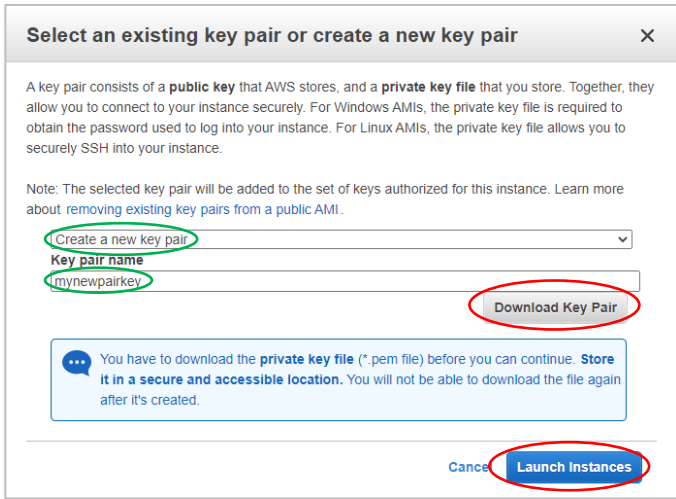 Select an existing key pair or create a new key pair
A key pair consists of a public key that AWS stores, and a private key file that you store. Together, they
allow you to connect to your instance securely. For Windows AMIs, the private key file is required to
obtain the password used to log into your instance. For Linux AMIs, the private key file allows you to
securely SSH into your instance.
Note: The selected key pair will be added to the set of keys authorized for this instance. Learn more
about removing existing key pairs from a public AMI.
Create a new key pair
Key pair name
mynewpairkey
Download Key Pair
You have to download the private key file (*.pem file) before you can continue. Store
it in a secure and accessible location. You will not be able to download the file again
after it's created.
Cancel Launch Instances